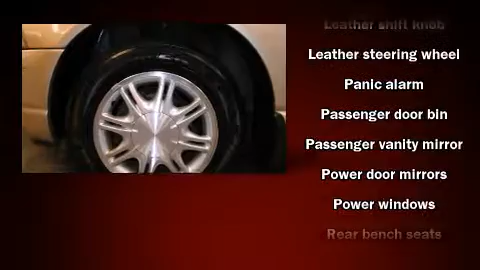 Leather shift knob
Leather steering wheel
Panic alarm
Passenger door bin
Passenger vanity mirror
Power door mirrors
Power windows
Rear bench seats